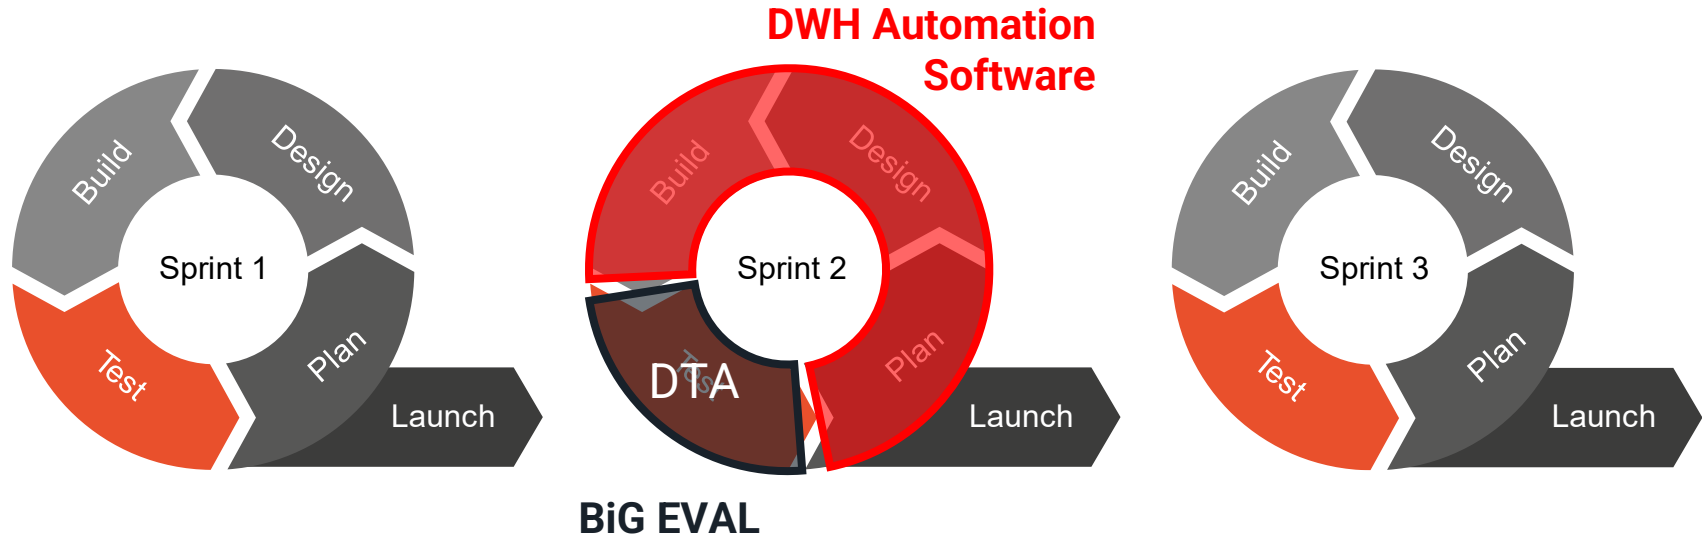 DWH Automation
Software
Build
Design
Sprint 1
Test
Plan
Launch
Build
Design
Sprint 2
Test
DTA
Plan
Launch
BiG EVAL
Build
Design
Sprint 3
Test
Plan
Launch